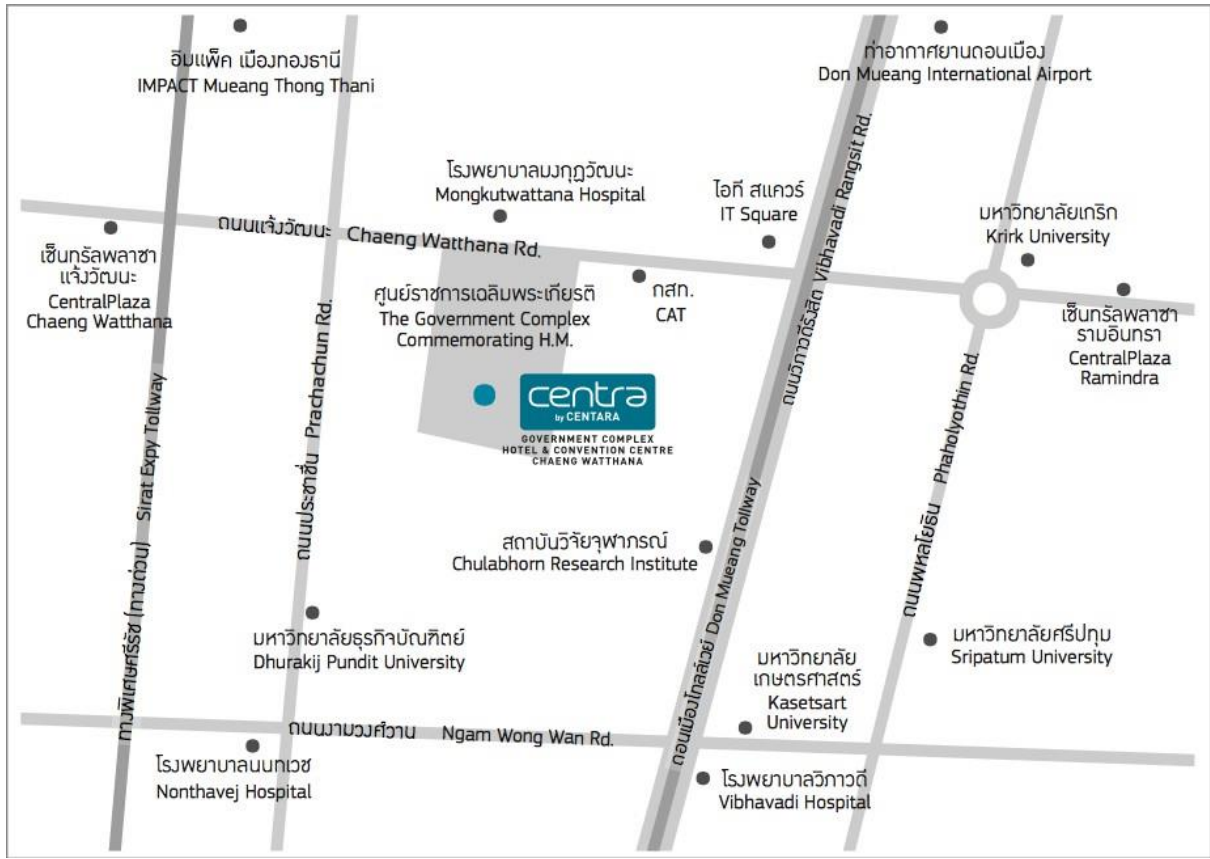 อิมแพ็ค เมืองทองธานี
IMPACT Mueang Thong Thani
ท่าอากาศยานดอนเมือง
Don Mueang International Airport
โรงพยาบาลมงกุฎวัฒนะ
Mongkutwattana Hospital
ไอที สแควร์
IT Square
มหาวิทยาลัยเกริก
Krirk University
ถนนแจ้งวัฒนะ Chaeng Watthana Rd.
เซ็นทรัลพลาซา
แจ้งวัฒนะ
CentralPlaza
Chaeng Watthana
ศูนย์ราชการเฉลิมพระเกียรติ
The Government Complex
Commemorating H.M.
กสท.
CAT
เซ็นทรัลพลาซา
รามอินทรา
CentralPlaza
Ramindra
centra
by CENTARA
GOVERNMENT COMPLEX
HOTEL & CONVENTION CENTRE
CHAENG WATTHANA
ทางพิเศษศรีรัช (ทางด่วน) Sirat Expy Tollway
ถนนประชาชื่น Prachachun Rd.
ถนนวิภาวดีรังสิต Vibhavadi Rangsit Rd.
ดอนเมืองโทลล์เวย์ Don Mueang Tollway
ถนนพหลโยธิน Phaholyothin Rd.
สถาบันวิจัยจุฬาภรณ์
Chulabhorn Research Institute
มหาวิทยาลัยธุรกิจบัณฑิตย์
Dhurakij Pundit University
มหาวิทยาลัยศรีปทุม
Sripatum University
มหาวิทยาลัย
เกษตรศาสตร์
Kasetsart
University
ถนนงามวงศ์วาน Ngam Wong Wan Rd.
โรงพยาบาลนนทเวช
Nonthavej Hospital
โรงพยาบาลวิภาวดี
Vibhavadi Hospital